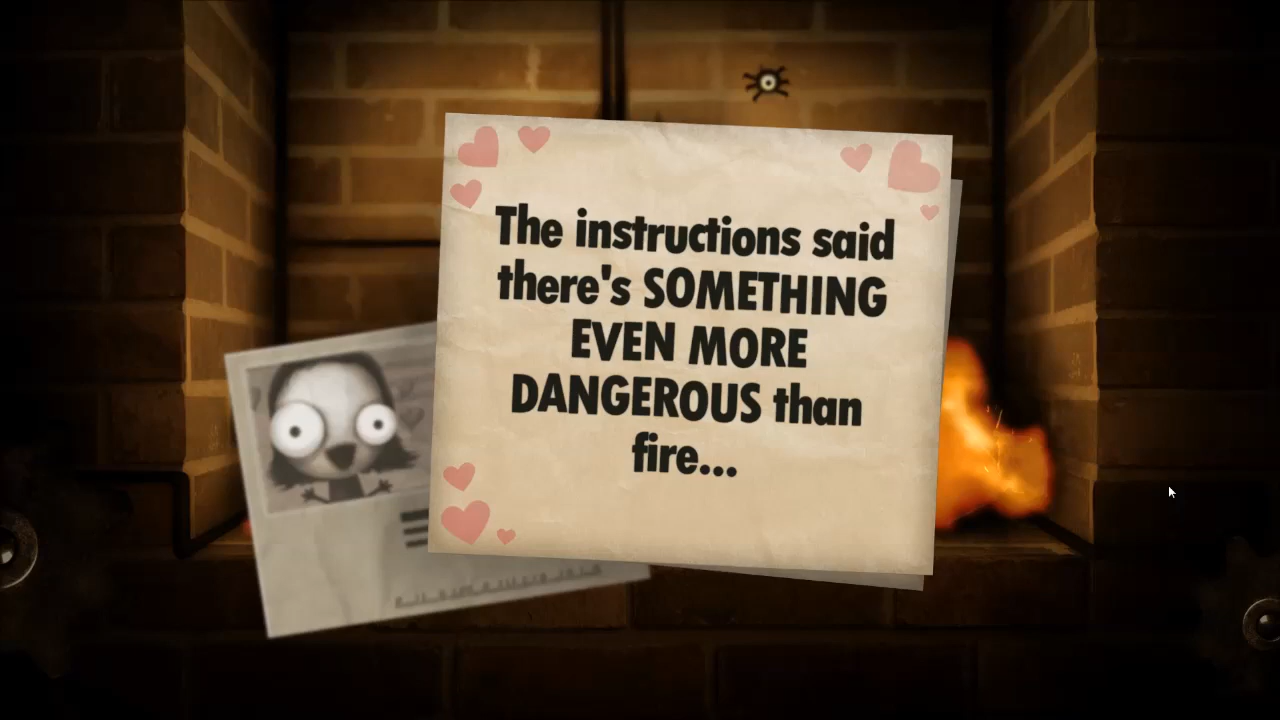 The instructions said
there's SOMETHING
EVEN MORE
DANGEROUS than
fire...